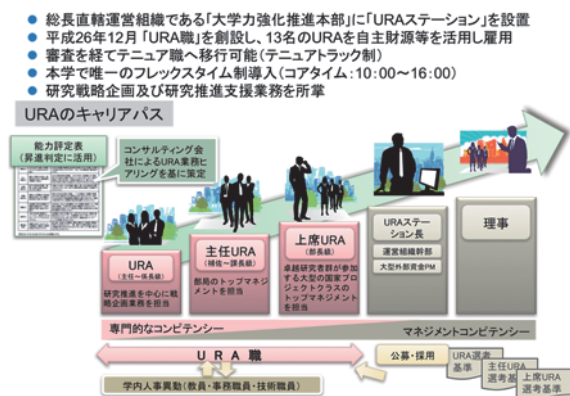 ● 総長直轄運営組織である「大学力強化推進本部」に「URAステーション」を設置
● 平成26年12月「URA職」を創設し、13名のURAを自主財源等を活用し雇用
● 審査を経てテニュア職へ移行可能（テニュアトラック制）
● 本学で唯一のフレックスタイム制導入（コアタイム：10:00～16:00）
● 研究戦略企画及び研究推進支援業務を所掌
URAのキャリアパス
能力評定表
（昇進判定に活用）
コンサルティング会
社によるURA業務ヒ
アリングを基に策定
URA
（主任～係長級）
研究推進を中心に戦
略企画業務を担当
主任URA
（補佐～課長級）
部局のトップマネ
ジメントを担当
上席URA
（部長級）
卓越研究者群が参加
する大型の国家プロ
ジェクトクラスの
トップマネジメント
を担当
URAステー
ション長
運営組織幹部
大型外部資金PM
理事
専門的なコンピテンシー
マネジメントコンピテンシー
URA職
学内人事異動（教員・事務職員・技術職員）
公募・採用
URA選考
基準
主任URA
選考基準
上席URA
選考基準